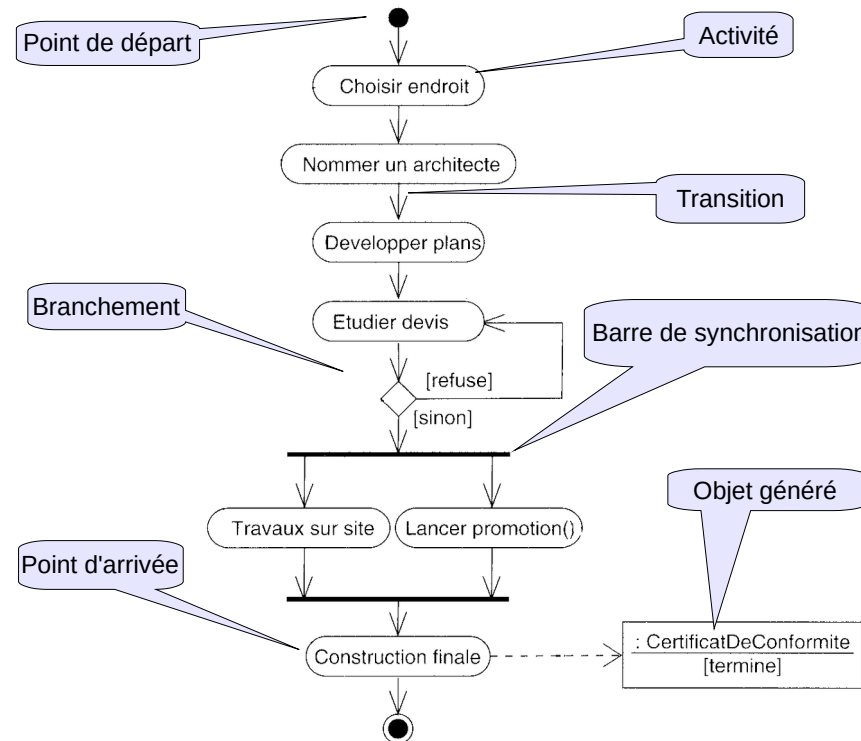 Point de départ
Activité
Choisir endroit
Nommer un architecte
Transition
Developper plans
Branchement
Etudier devis
Barre de synchronisation
[refuse]
[sinon]
Objet généré
Travaux sur site
Lancer promotion()
Point d'arrivée
: CertificatDeConformite
[termine]
Construction finale